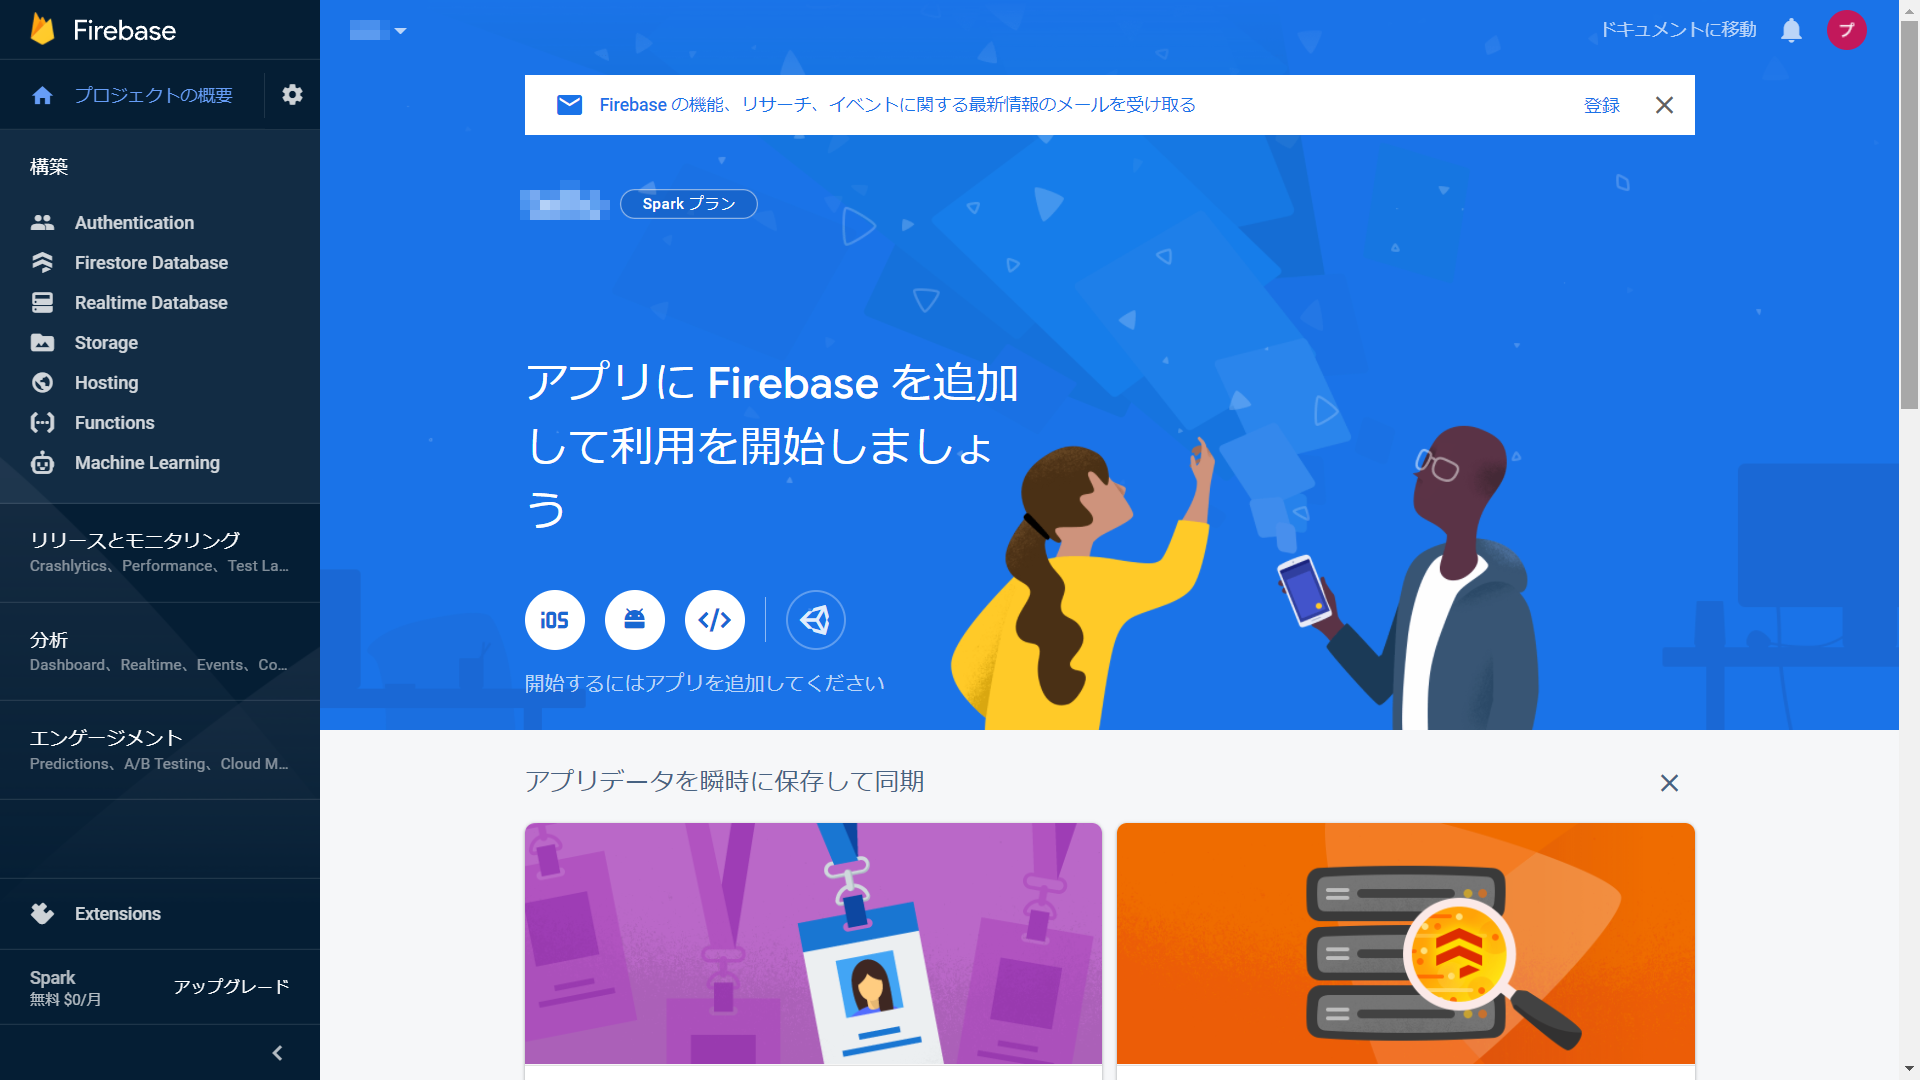 Firebase
プロジェクトの概要
構築
Authentication
Firestore Database
Realtime Database
Storage
Hosting
Functions
Machine Learning
リリースとモニタリング
Crashlytics、Performance、Test La...
分析
Dashboard、Realtime、Events、Co...
エンゲージメント
Predictions、A/B Testing、Cloud M...
Extensions
Spark
無料 $0/月
アップグレード
ドキュメントに移動
プ
Firebase の機能、リサーチ、イベントに関する最新情報のメールを受け取る
登録
Spark プラン
アプリに Firebase を追加
して利用を開始しましょ
う
iOS
開始するにはアプリを追加してください
アプリデータを瞬時に保存して同期